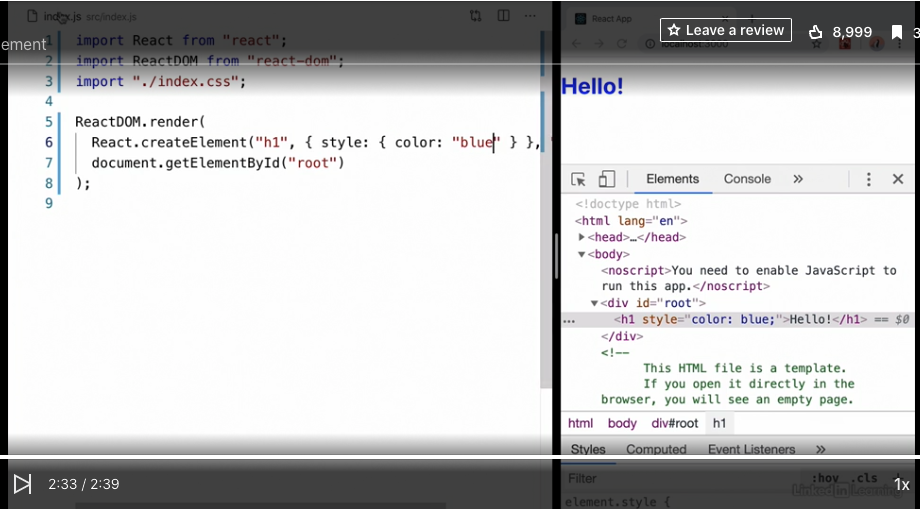 index.js src/index.js
React App
Leave a review
8,999
3
ement
localhost:3000
1 import React from "react";
2 import ReactDOM from "react-dom";
3 import "./index.css";
4
5 ReactDOM.render(
6 React.createElement("h1", { style: { color: "blue" } },
7 document.getElementById("root")
8 );
9
Hello!
Elements Console »
<!doctype html>
<html lang="en">
<head>…</head>
<body>
<noscript>You need to enable JavaScript to
run this app.</noscript>
<div id="root">
… <h1 style="color: blue;">Hello!</h1> == $0
</div>
<!--
This HTML file is a template.
If you open it directly in the
browser, you will see an empty page.
html body div#root h1
Styles Computed Event Listeners »
Filter :hov .cls +
element.style {
Linked in Learning
2:33 / 2:39
1x